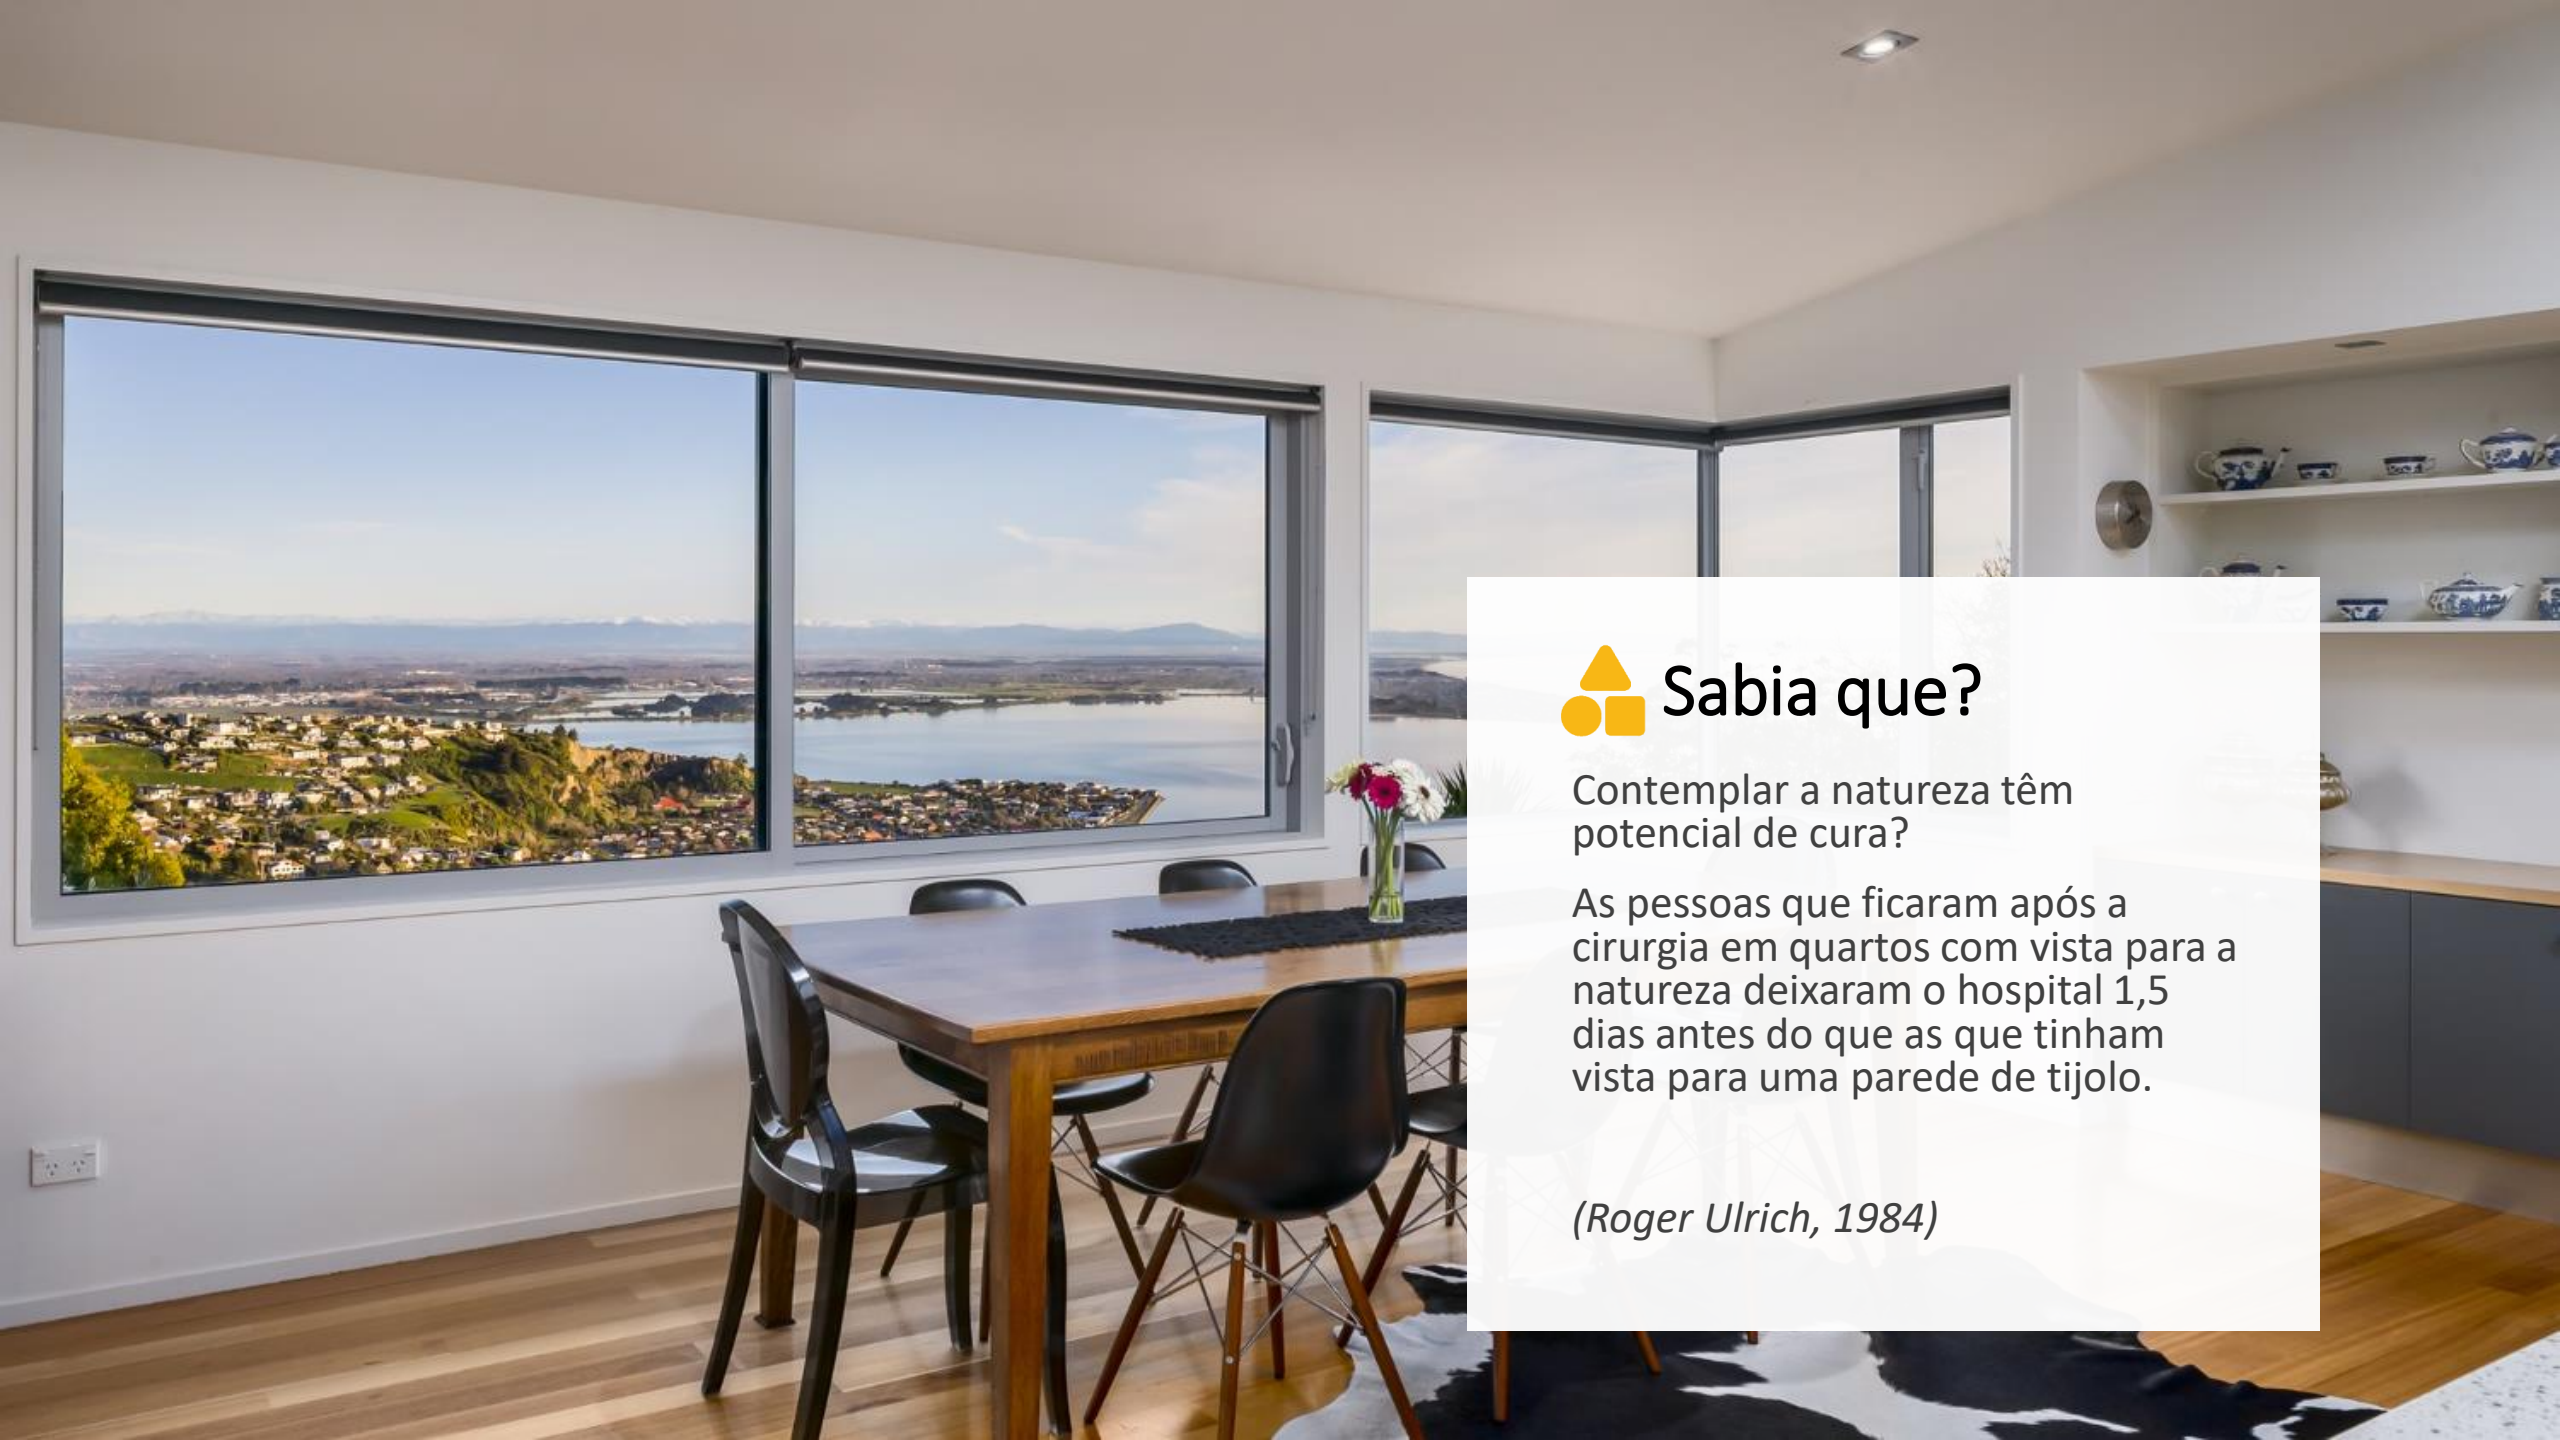 Sabia que?
Contemplar a natureza têm
potencial de cura?
As pessoas que ficaram após a
cirurgia em quartos com vista para a
natureza deixaram o hospital 1,5
dias antes do que as que tinham
vista para uma parede de tijolo.
(Roger Ulrich, 1984)